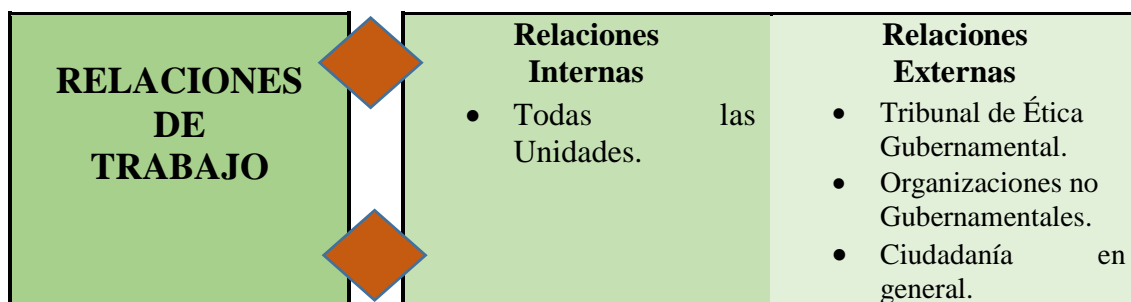 RELACIONES
DE
TRABAJO
Relaciones
Internas
• Todas las
Unidades.
Relaciones
Externas
• Tribunal de Ética
Gubernamental.
• Organizaciones no
Gubernamentales.
• Ciudadanía en
general.